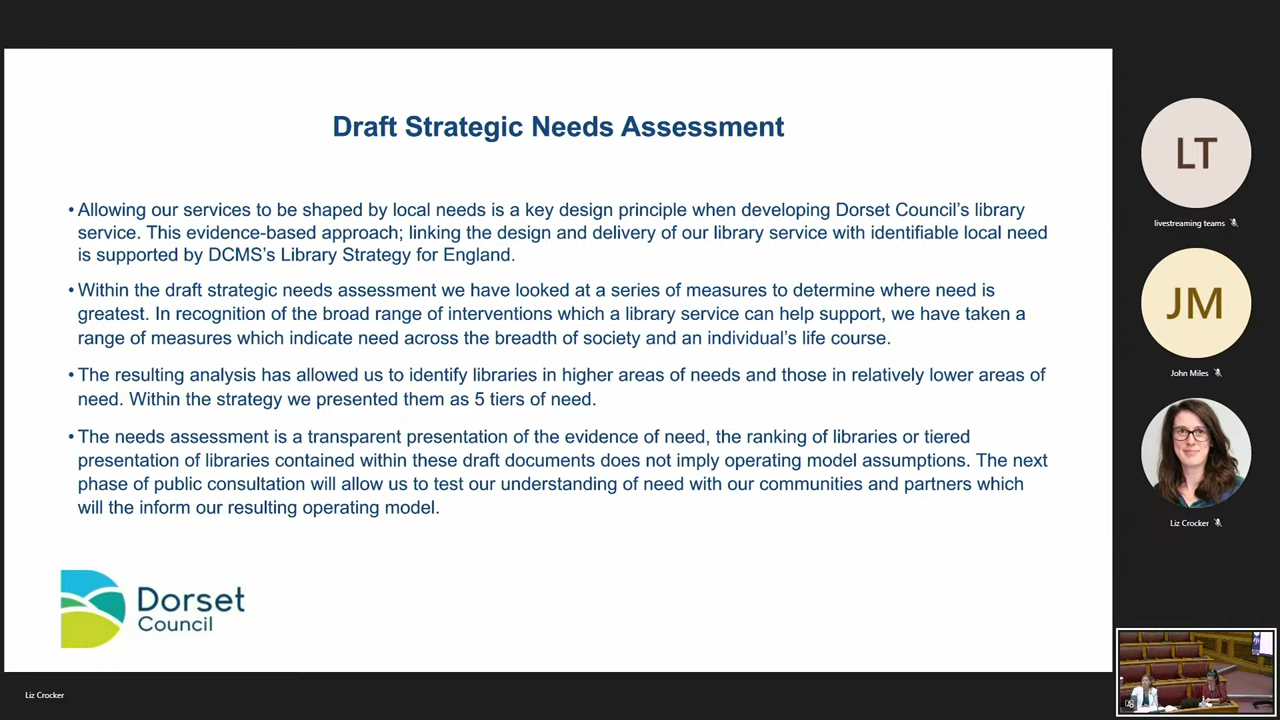 Draft Strategic Needs Assessment
• Allowing our services to be shaped by local needs is a key design principle when developing Dorset Council's library
service. This evidence-based approach; linking the design and delivery of our library service with identifiable local need
is supported by DCMS's Library Strategy for England.
• Within the draft strategic needs assessment we have looked at a series of measures to determine where need is
greatest. In recognition of the broad range of interventions which a library service can help support, we have taken a
range of measures which indicate need across the breadth of society and an individual's life course.
• The resulting analysis has allowed us to identify libraries in higher areas of needs and those in relatively lower areas of
need. Within the strategy we presented them as 5 tiers of need.
• The needs assessment is a transparent presentation of the evidence of need, the ranking of libraries or tiered
presentation of libraries contained within these draft documents does not imply operating model assumptions. The next
phase of public consultation will allow us to test our understanding of need with our communities and partners which
will the inform our resulting operating model.
Dorset
Council
LT
livestreaming teams
JM
John Miles
Liz Crocker
Liz Crocker